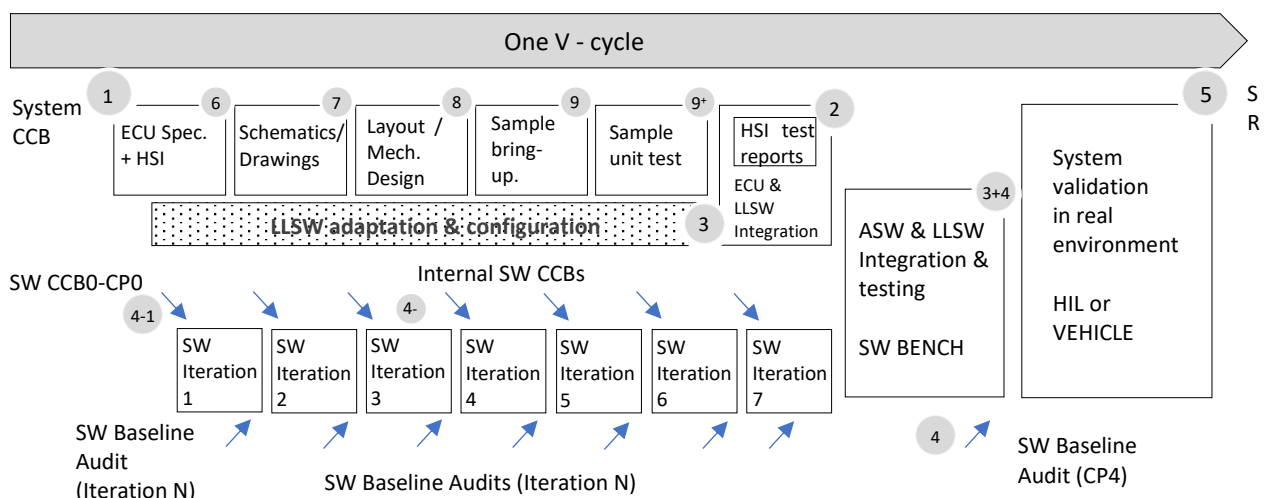 One V - cycle
System
CCB
1
6
ECU Spec.
+ HSI
7
Schematics/
Drawings
8
Layout /
Mech.
Design
9
Sample
bring-
up.
9+
Sample
unit test
2
HSI test
reports
ECU &
LLSW
Integration
5
S
R
System
validation
in real
environment
HIL or
VEHICLE
3+4
ASW & LLSW
Integration &
testing
SW BENCH
LLSW adaptation & configuration
3
Internal SW CCBs
SW CCB0-CP0
4-1
4-
SW
Iteration
1
SW
Iteration
2
SW
Iteration
3
SW
Iteration
4
SW
Iteration
5
SW
Iteration
6
SW
Iteration
7
SW Baseline
Audit
(Iteration N)
SW Baseline Audits (Iteration N)
4
SW Baseline
Audit (CP4)